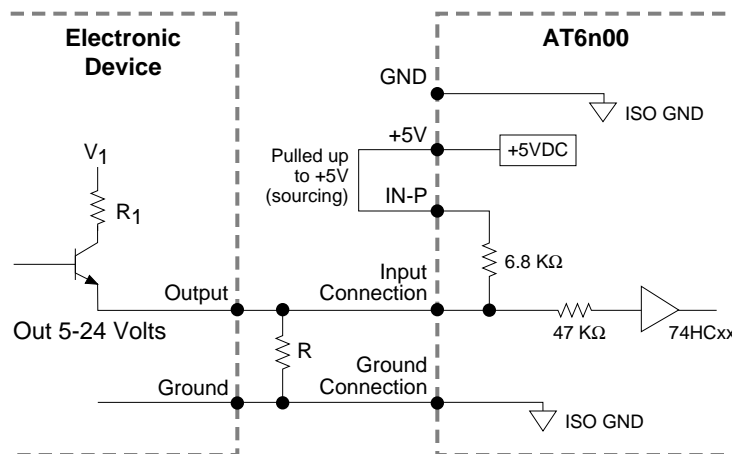 Electronic
Device
AT6n00
GND
ISO GND
+5V
+5VDC
V1
Pulled up
to +5V
(sourcing)
IN-P
R1
6.8 KΩ
Output
Input
Connection
Out 5-24 Volts
R
47 KΩ
74HCxx
Ground
Ground
Connection
ISO GND